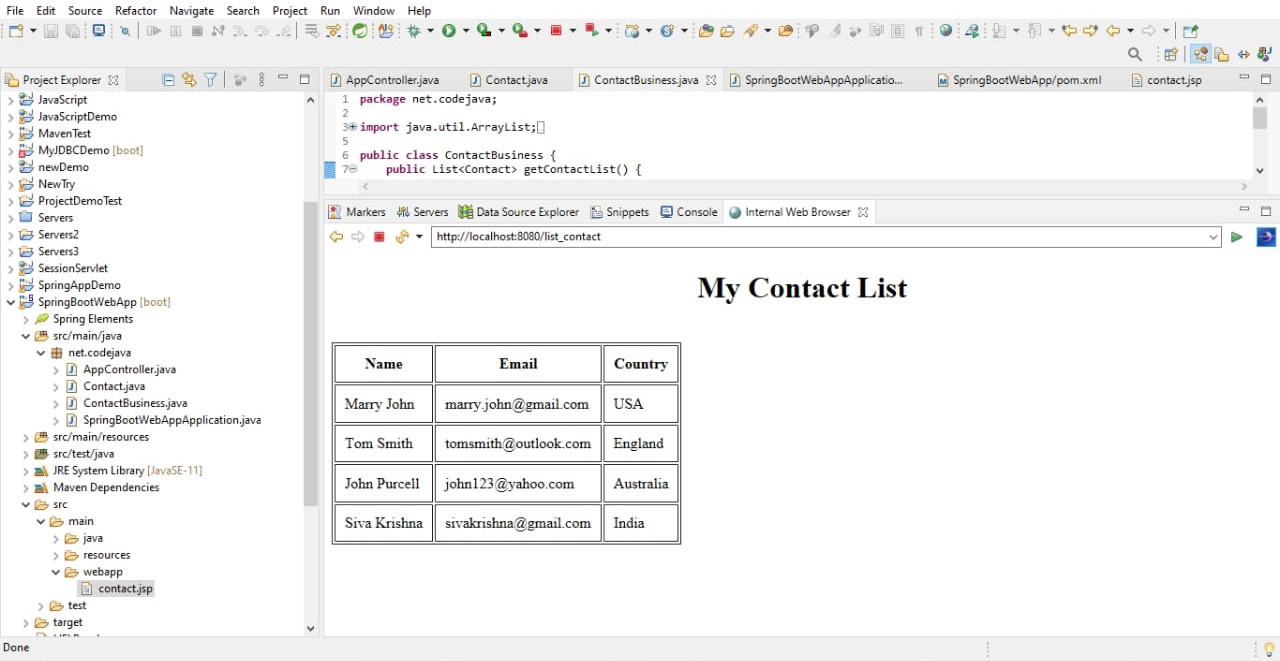 File Edit Source Refactor Navigate Search Project Run Window Help
Project Explorer
JavaScript
JavaScriptDemo
MavenTest
MyJDBCDemo [boot]
newDemo
NewTry
ProjectDemoTest
Servers
Servers2
Servers3
SessionServlet
SpringAppDemo
SpringBootWebApp [boot]
Spring Elements
src/main/java
net.codejava
AppController.java
Contact.java
ContactBusiness.java
SpringBootWebAppApplication.java
src/main/resources
src/test/java
JRE System Library [JavaSE-11]
Maven Dependencies
src
main
java
resources
webapp
contact.jsp
test
target
AppController.java Contact.java ContactBusiness.java SpringBootWebAppApplicatio... SpringBootWebApp/pom.xml contact.jsp
1 package net.codejava;
2
3 import java.util.ArrayList;
5
6 public class ContactBusiness {
7 public List<Contact> getContactList() {
Markers Servers Data Source Explorer Snippets Console Internal Web Browser
http://localhost:8080/list_contact
My Contact List
Name Email Country
Marry John marry.john@gmail.com USA
Tom Smith tomsmith@outlook.com England
John Purcell john123@yahoo.com Australia
Siva Krishna sivakrishna@gmail.com India
Done